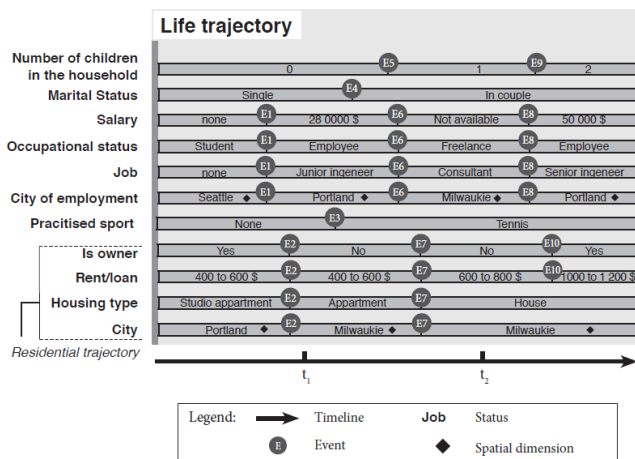 Life trajectory
Number of children
in the household
0 E5 1 E9 2
Marital Status Single E4 In couple
Salary none E1 28 0000 $ E6 Not available E8 50 000 $
Occupational status Student E1 Employee E6 Freelance E8 Employee
Job none E1 Junior ingeneer E6 Consultant E8 Senior ingeneer
City of employment Seattle E1 Portland E6 Milwaukie E8 Portland
Pracitised sport None E3 Tennis
Is owner Yes E2 No E7 No E10 Yes
Rent/loan 400 to 600 $ E2 400 to 600 $ E7 600 to 800 $ E10 1000 to 1 200 $
Housing type Studio appartment E2 Appartment E7 House
City Portland E2 Milwaukie E7 Milwaukie
Residential trajectory
t1 t2
Legend: Timeline Job Status
E Event Spatial dimension